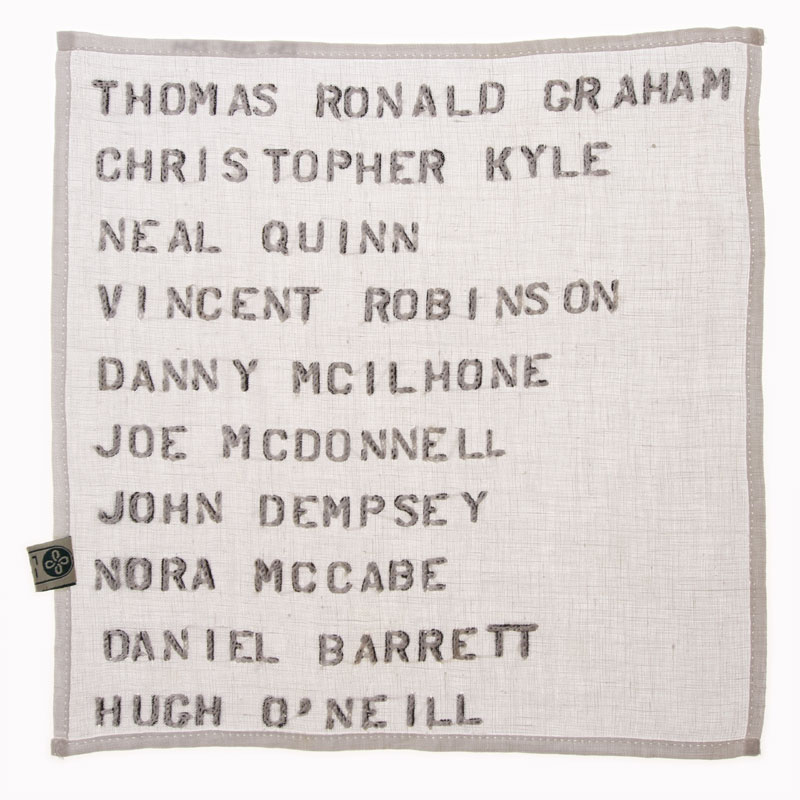 THOMAS RONALD GRAHAM
CHRISTOPHER KYLE
NEAL QUINN
VINCENT ROBINSON
DANNY MCILHONE
JOE MCDONNELL
JOHN DEMPSEY
NORA MCCABE
DANIEL BARRETT
HUGH O'NEILL